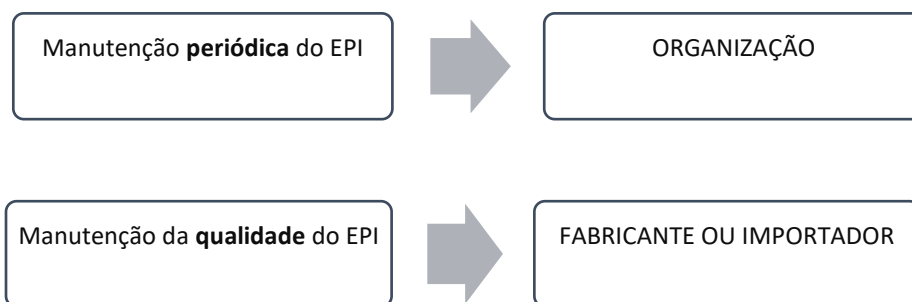 Manutenção periódica do EPI
ORGANIZAÇÃO
Manutenção da qualidade do EPI
FABRICANTE OU IMPORTADOR